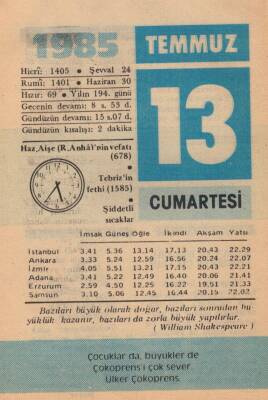 1985
TEMMUZ
Hicrî: 1405 • Şevval 24
Rumî: 1401 • Haziran 30
Hızır: 69 • Yılın 194. günü
Gecenin devamı: 8 s. 53 d.
Gündüzün devamı: 15 s. 07 d.
Gündüzün kısalışı: 2 dakika
13
CUMARTESİ
Haz. Aişe (R. Anhâ)'nin vefatı
(678)
•
Tebriz'in
fethi (1585)
•
Şiddetli
sıcaklar
İmsak Güneş Öğle İkindi Akşam Yatsı
İstanbul 3.41 5.36 13.14 17.13 20.43 22.29
Ankara 3.33 5.24 12.59 16.56 20.24 22.07
İzmir 4.05 5.51 13.21 17.15 20.43 22.21
Adana 3.41 5.22 12.49 16.40 20.06 21.41
Erzurum 2.59 4.50 12.25 16.22 19.51 21.33
Samsun 3.10 5.06 12.45 16.44 20.15 22.02
Bazıları büyük olarak doğar, bazıları sonradan bü-
yüklük kazanır, bazıları da zorla büyük yapılırlar.
( William Shakespeare )
Çocuklar da, büyükler de
Çokoprens'i çok sever.
Ülker Çokoprens.